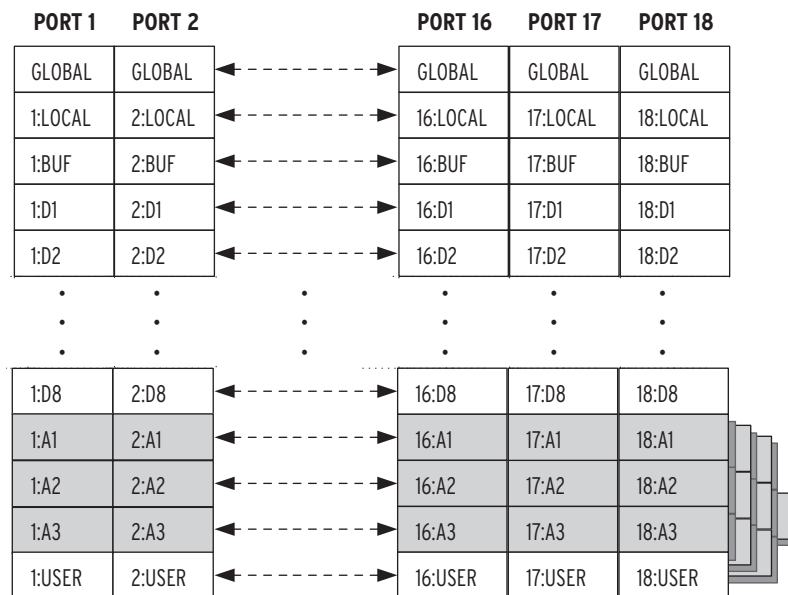 PORT 1 PORT 2 PORT 16 PORT 17 PORT 18
GLOBAL GLOBAL GLOBAL GLOBAL GLOBAL
1:LOCAL 2:LOCAL 16:LOCAL 17:LOCAL 18:LOCAL
1:BUF 2:BUF 16:BUF 17:BUF 18:BUF
1:D1 2:D1 16:D1 17:D1 18:D1
1:D2 2:D2 16:D2 17:D2 18:D2
1:D8 2:D8 16:D8 17:D8 18:D8
1:A1 2:A1 16:A1 17:A1 18:A1
1:A2 2:A2 16:A2 17:A2 18:A2
1:A3 2:A3 16:A3 17:A3 18:A3
1:USER 2:USER 16:USER 17:USER 18:USER